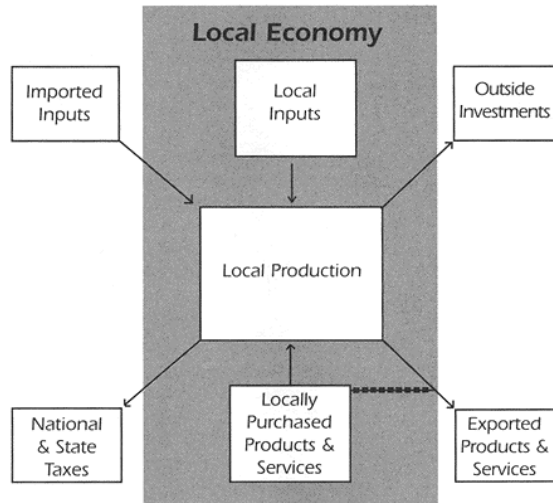 Local Economy
Imported
Inputs
Local
Inputs
Outside
Investments
Local Production
National
& State
Taxes
Locally
Purchased
Products &
Services
Exported
Products &
Services